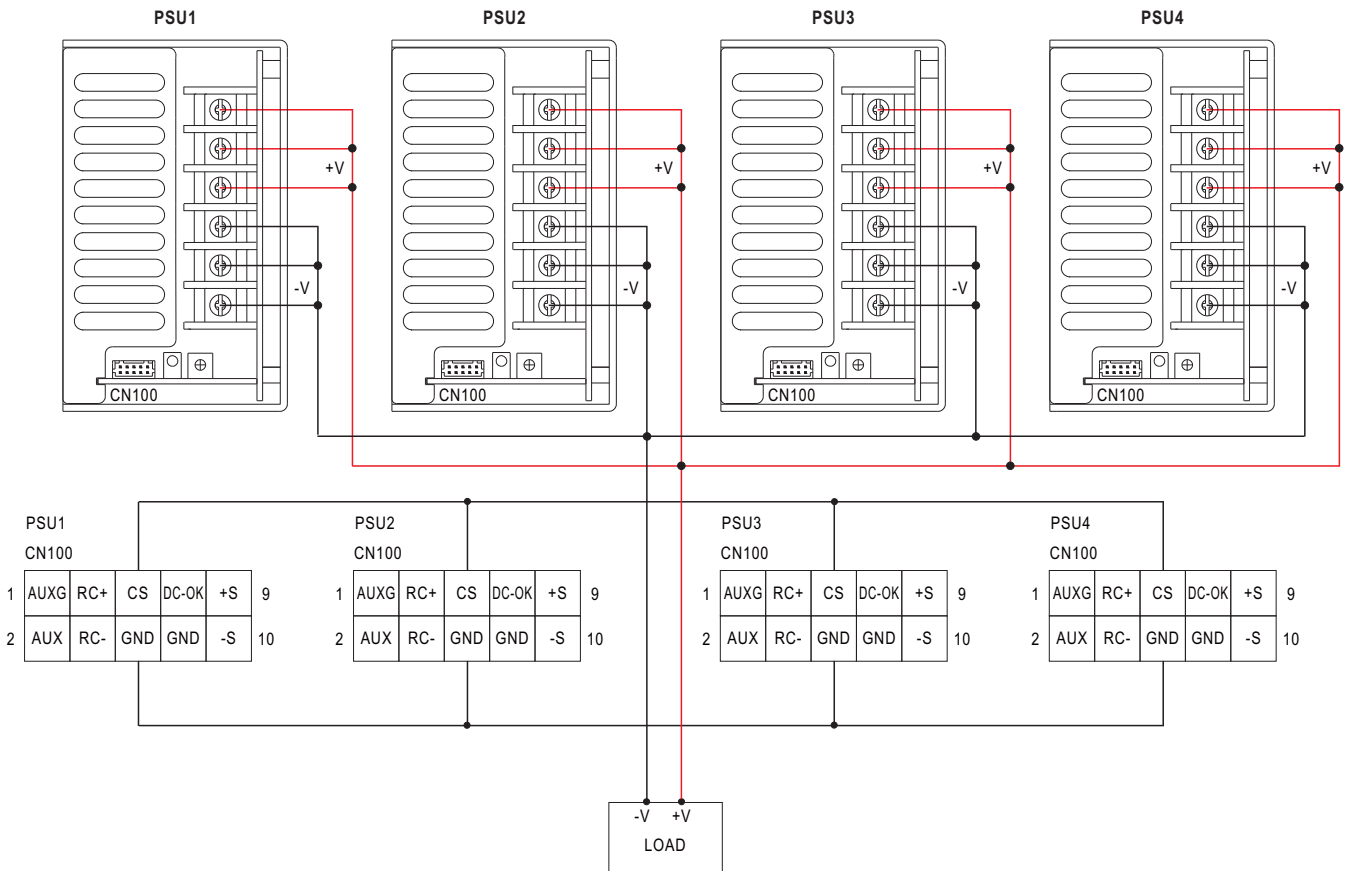 PSU1 PSU2 PSU3 PSU4
+V +V +V +V
-V -V -V -V
CN100 CN100 CN100 CN100
PSU1 PSU2 PSU3 PSU4
CN100 CN100 CN100 CN100
1 AUXG RC+ CS DC-OK +S 9 1 AUXG RC+ CS DC-OK +S 9 1 AUXG RC+ CS DC-OK +S 9 1 AUXG RC+ CS DC-OK +S 9
2 AUX RC- GND GND -S 10 2 AUX RC- GND GND -S 10 2 AUX RC- GND GND -S 10 2 AUX RC- GND GND -S 10
-V +V
LOAD